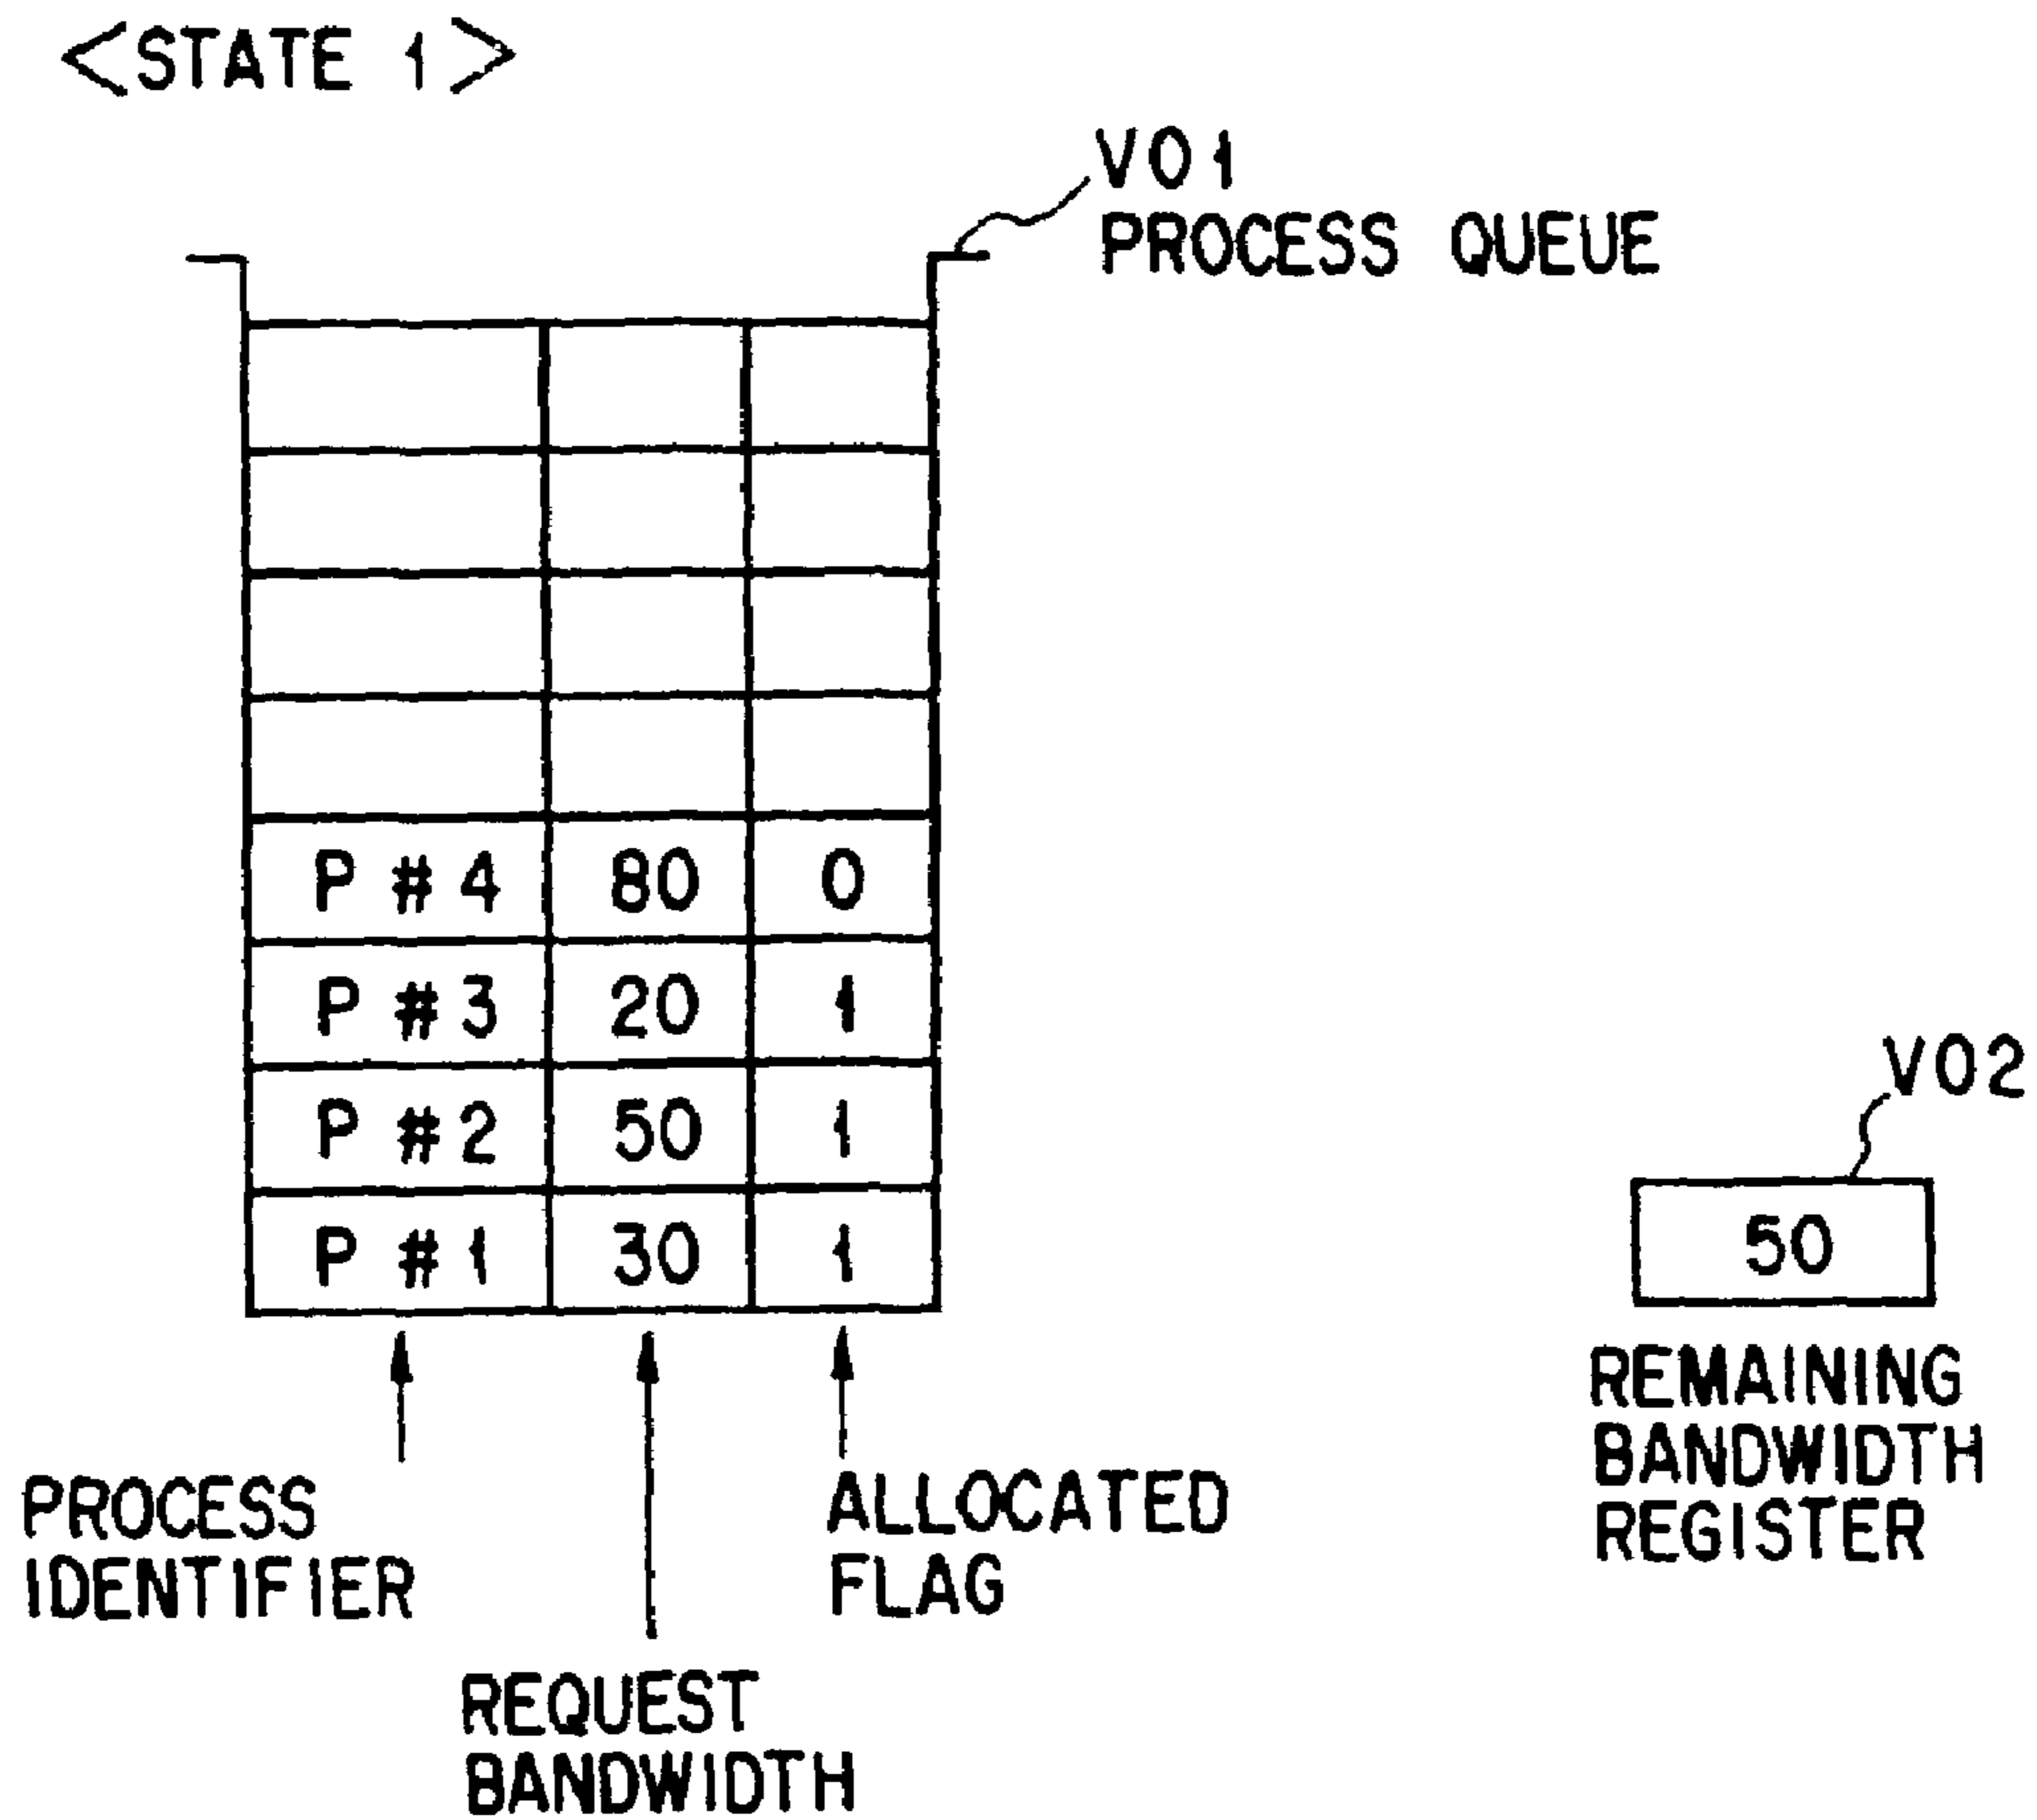 <STATE 1>
V01
PROCESS QUEUE
P #4 80 0
P #3 20 1
P #2 50 1
P #1 30 1
V02
50
REMAINING
BANDWIDTH
REGISTER
PROCESS
IDENTIFIER
REQUEST
BANDWIDTH
ALLOCATED
FLAG